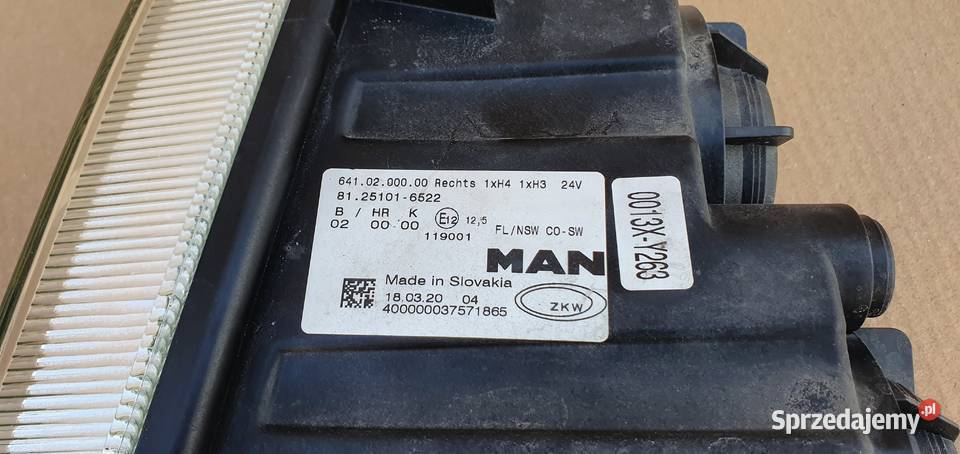 641.02.000.00 Rechts 1xH4 1xH3 24V
81.25101-6522
B / HR K
02 00 00
E12 12,5
119001
FL/NSW CO-SW
MAN
Made in Slovakia
18.03.20 04
400000037571865
ZKW
0013X-Y263
Sprzedajemy.pl